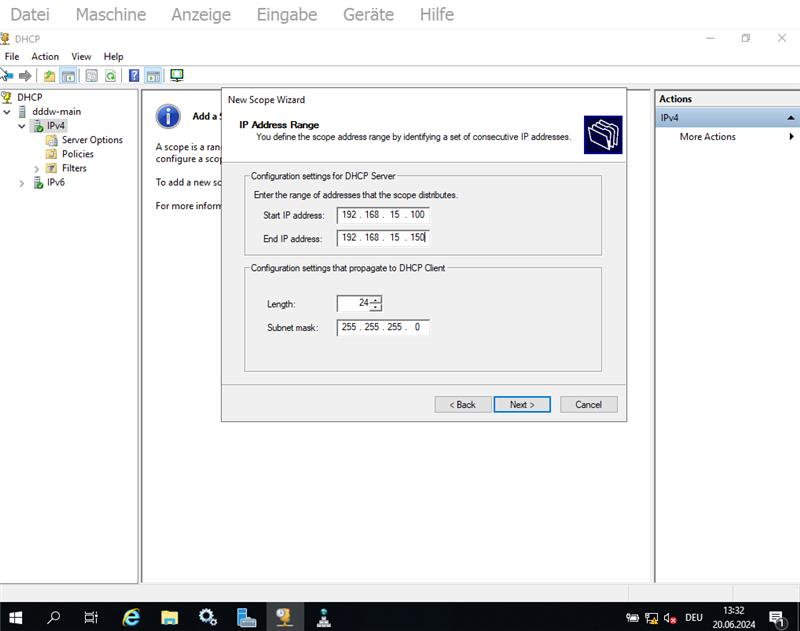 Datei Maschine Anzeige Eingabe Geräte Hilfe
DHCP
File Action View Help
DHCP
dddw-main
IPv4
Server Options
Policies
Filters
IPv6
Add a S
A scope is a ran
configure a scop
To add a new sc
For more inform
New Scope Wizard
IP Address Range
You define the scope address range by identifying a set of consecutive IP addresses.
Configuration settings for DHCP Server
Enter the range of addresses that the scope distributes.
Start IP address: 192 . 168 . 15 . 100
End IP address: 192 . 168 . 15 . 150
Configuration settings that propagate to DHCP Client
Length: 24
Subnet mask: 255 . 255 . 255 . 0
< Back Next > Cancel
Actions
IPv4
More Actions
DEU
13:32
20.06.2024
1